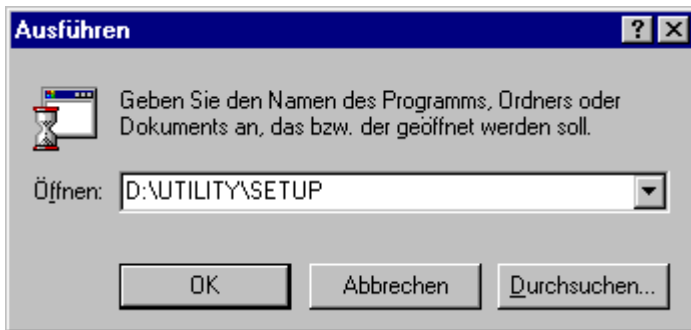 Ausführen
Geben Sie den Namen des Programms, Ordners oder
Dokuments an, das bzw. der geöffnet werden soll.
Öffnen: D:\UTILITY\SETUP
OK Abbrechen Durchsuchen...